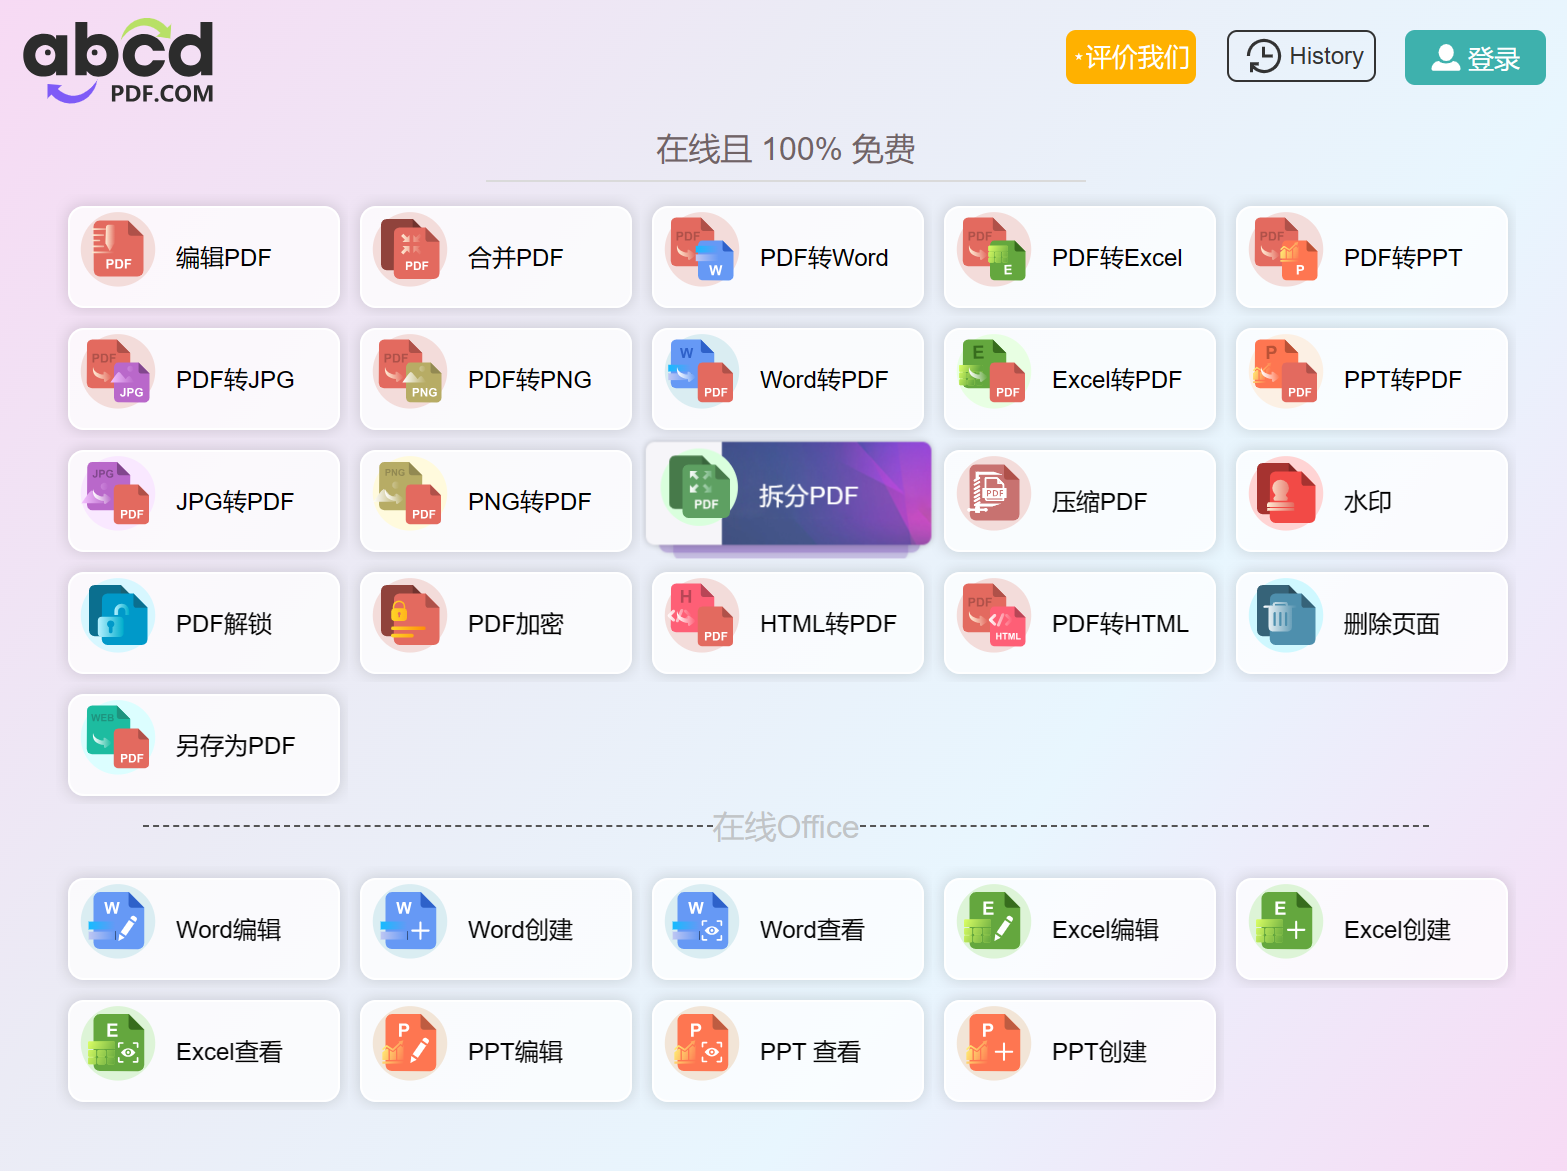 abcd
PDF.COM
评价我们
History
登录
在线且 100% 免费
PDF
编辑PDF
PDF
合并PDF
PDF
W
PDF转Word
PDF
E
PDF转Excel
PDF
P
PDF转PPT
PDF
JPG
PDF转JPG
PDF
PNG
PDF转PNG
W
PDF
Word转PDF
E
PDF
Excel转PDF
P
PDF
PPT转PDF
JPG
PDF
JPG转PDF
PNG
PDF
PNG转PDF
PDF
拆分PDF
PDF
压缩PDF
水印
PDF解锁
PDF加密
H
PDF
HTML转PDF
PDF
HTML
PDF转HTML
删除页面
WEB
PDF
另存为PDF
在线Office
W
Word编辑
W
Word创建
W
Word查看
E
Excel编辑
E
Excel创建
E
Excel查看
P
PPT编辑
P
PPT 查看
P
PPT创建